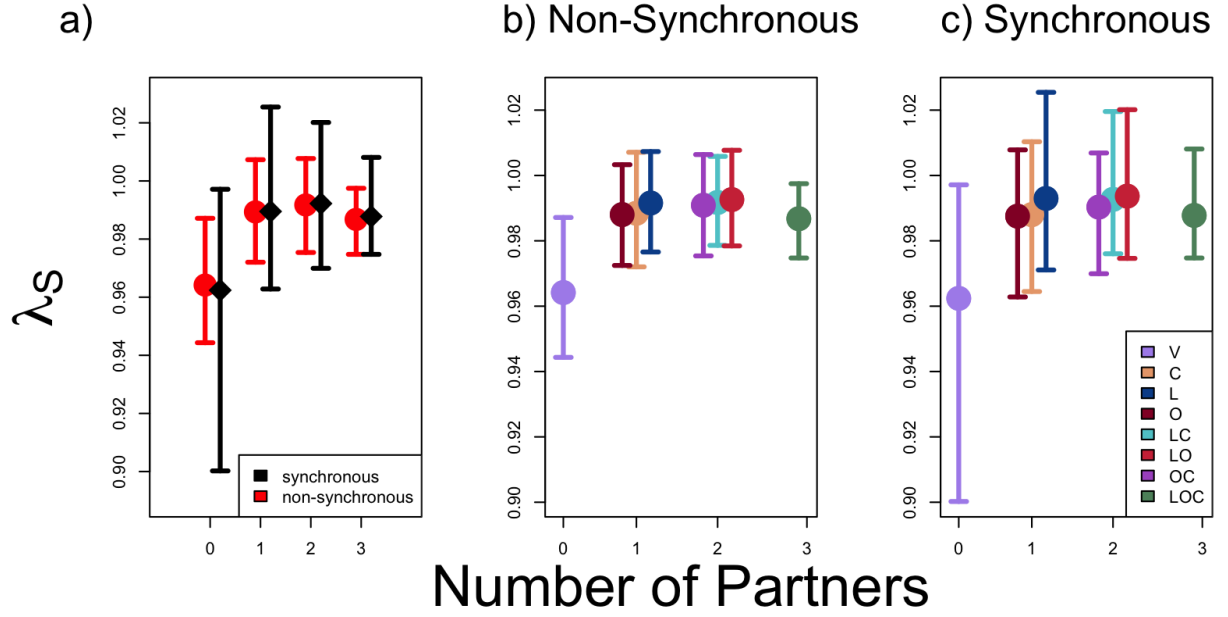 a)
b) Non-Synchronous
c) Synchronous
λS
1.02
1.00
0.98
0.96
0.94
0.92
0.90
0
1
2
3
synchronous
non-synchronous
1.02
1.00
0.98
0.96
0.94
0.92
0.90
0
1
2
3
1.02
1.00
0.98
0.96
0.94
0.92
0.90
0
1
2
3
V
C
L
O
LC
LO
OC
LOC
Number of Partners